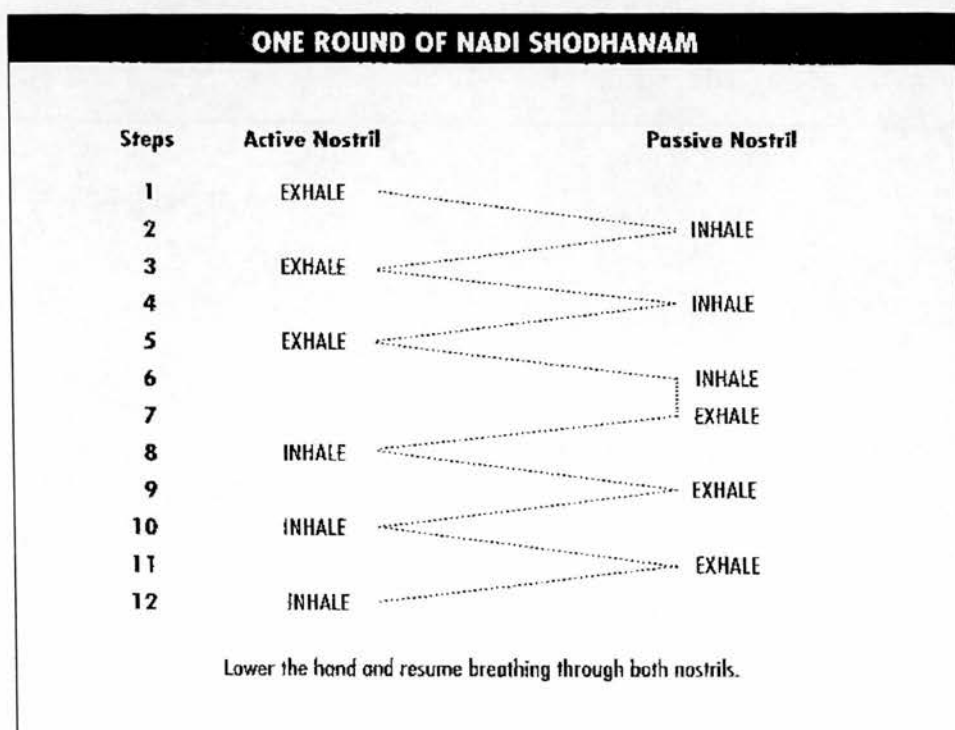 ONE ROUND OF NADI SHODHANAM
Steps Active Nostril Passive Nostril
1 EXHALE
2 INHALE
3 EXHALE
4 INHALE
5 EXHALE
6 INHALE
7 EXHALE
8 INHALE
9 EXHALE
10 INHALE
11 EXHALE
12 INHALE
Lower the hand and resume breathing through both nostrils.